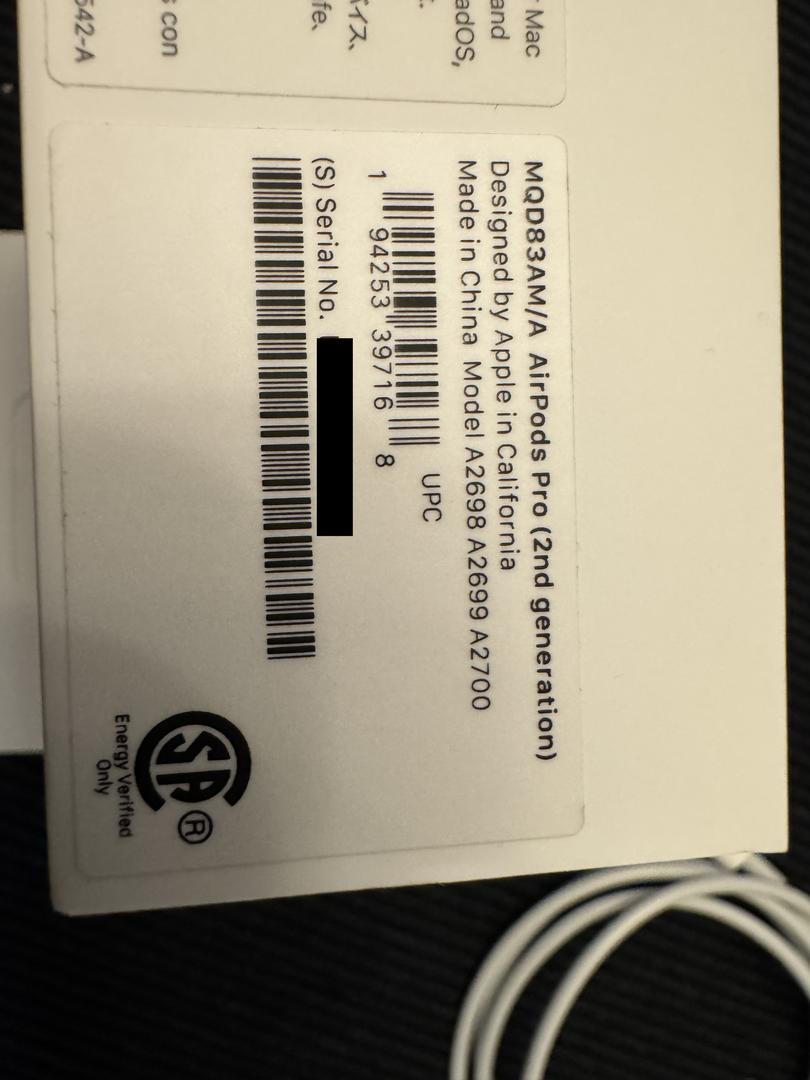 MQD83AM/A AirPods Pro (2nd generation)
Designed by Apple in California
Made in China Model A2698 A2699 A2700
UPC
1 94253 39716 8
(S) Serial No.
SA®
Energy Verified
Only
r Mac
and
adOS,
バイス、
fe、
s con
542-A